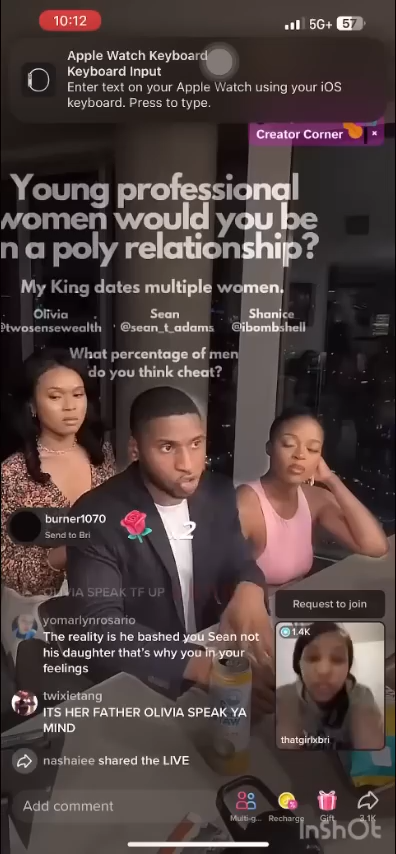 10:12
5G+ 57
Apple Watch Keyboard
Keyboard Input
Enter text on your Apple Watch using your iOS
keyboard. Press to type.
Creator Corner
Young professional
women would you be
n a poly relationship?
My King dates multiple women.
Olivia Sean Shanice
@twosensewealth @sean_t_adams @ibombshell
What percentage of men
do you think cheat?
burner1070
Send to Bri
OLIVIA SPEAK TF UP
yomarlynrosario
The reality is he bashed you Sean not
his daughter that's why you in your
feelings
Request to join
1.4K
thatgirlxbri
twixietang
ITS HER FATHER OLIVIA SPEAK YA
MIND
nashaiee shared the LIVE
Add comment
Multi-g... Recharge Gift 3.1K
InShOt